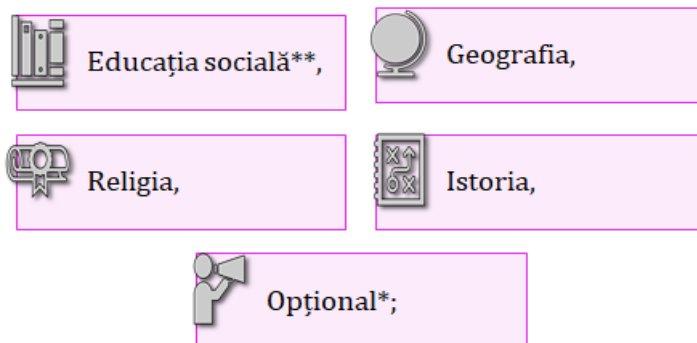 Educația socială**,
Geografia,
Religia,
Istoria,
Opțional*;